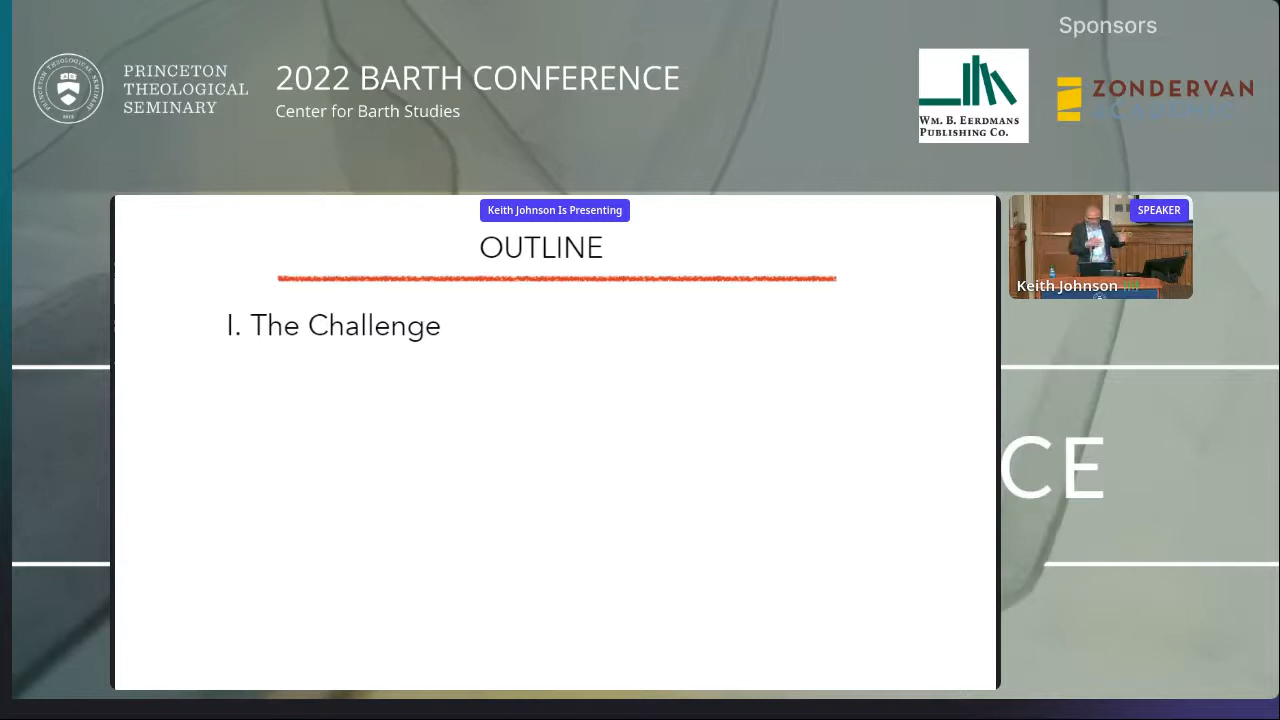 Sponsors
PRINCETON
THEOLOGICAL
SEMINARY
2022 BARTH CONFERENCE
Center for Barth Studies
WM. B. EERDMANS
PUBLISHING CO.
ZONDERVAN
ACADEMIC
Keith Johnson Is Presenting
SPEAKER
Keith Johnson
OUTLINE
I. The Challenge
CE